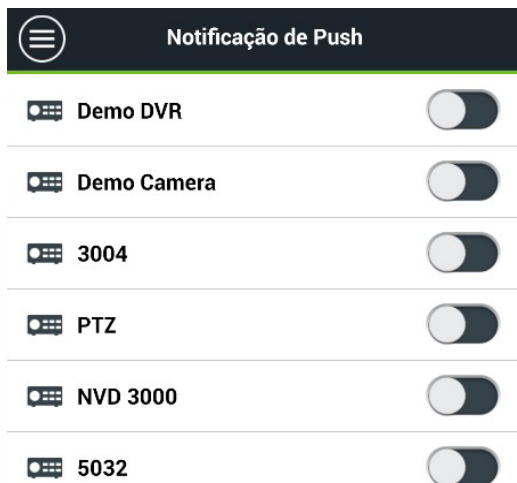 Notificação de Push
Demo DVR
Demo Camera
3004
PTZ
NVD 3000
5032